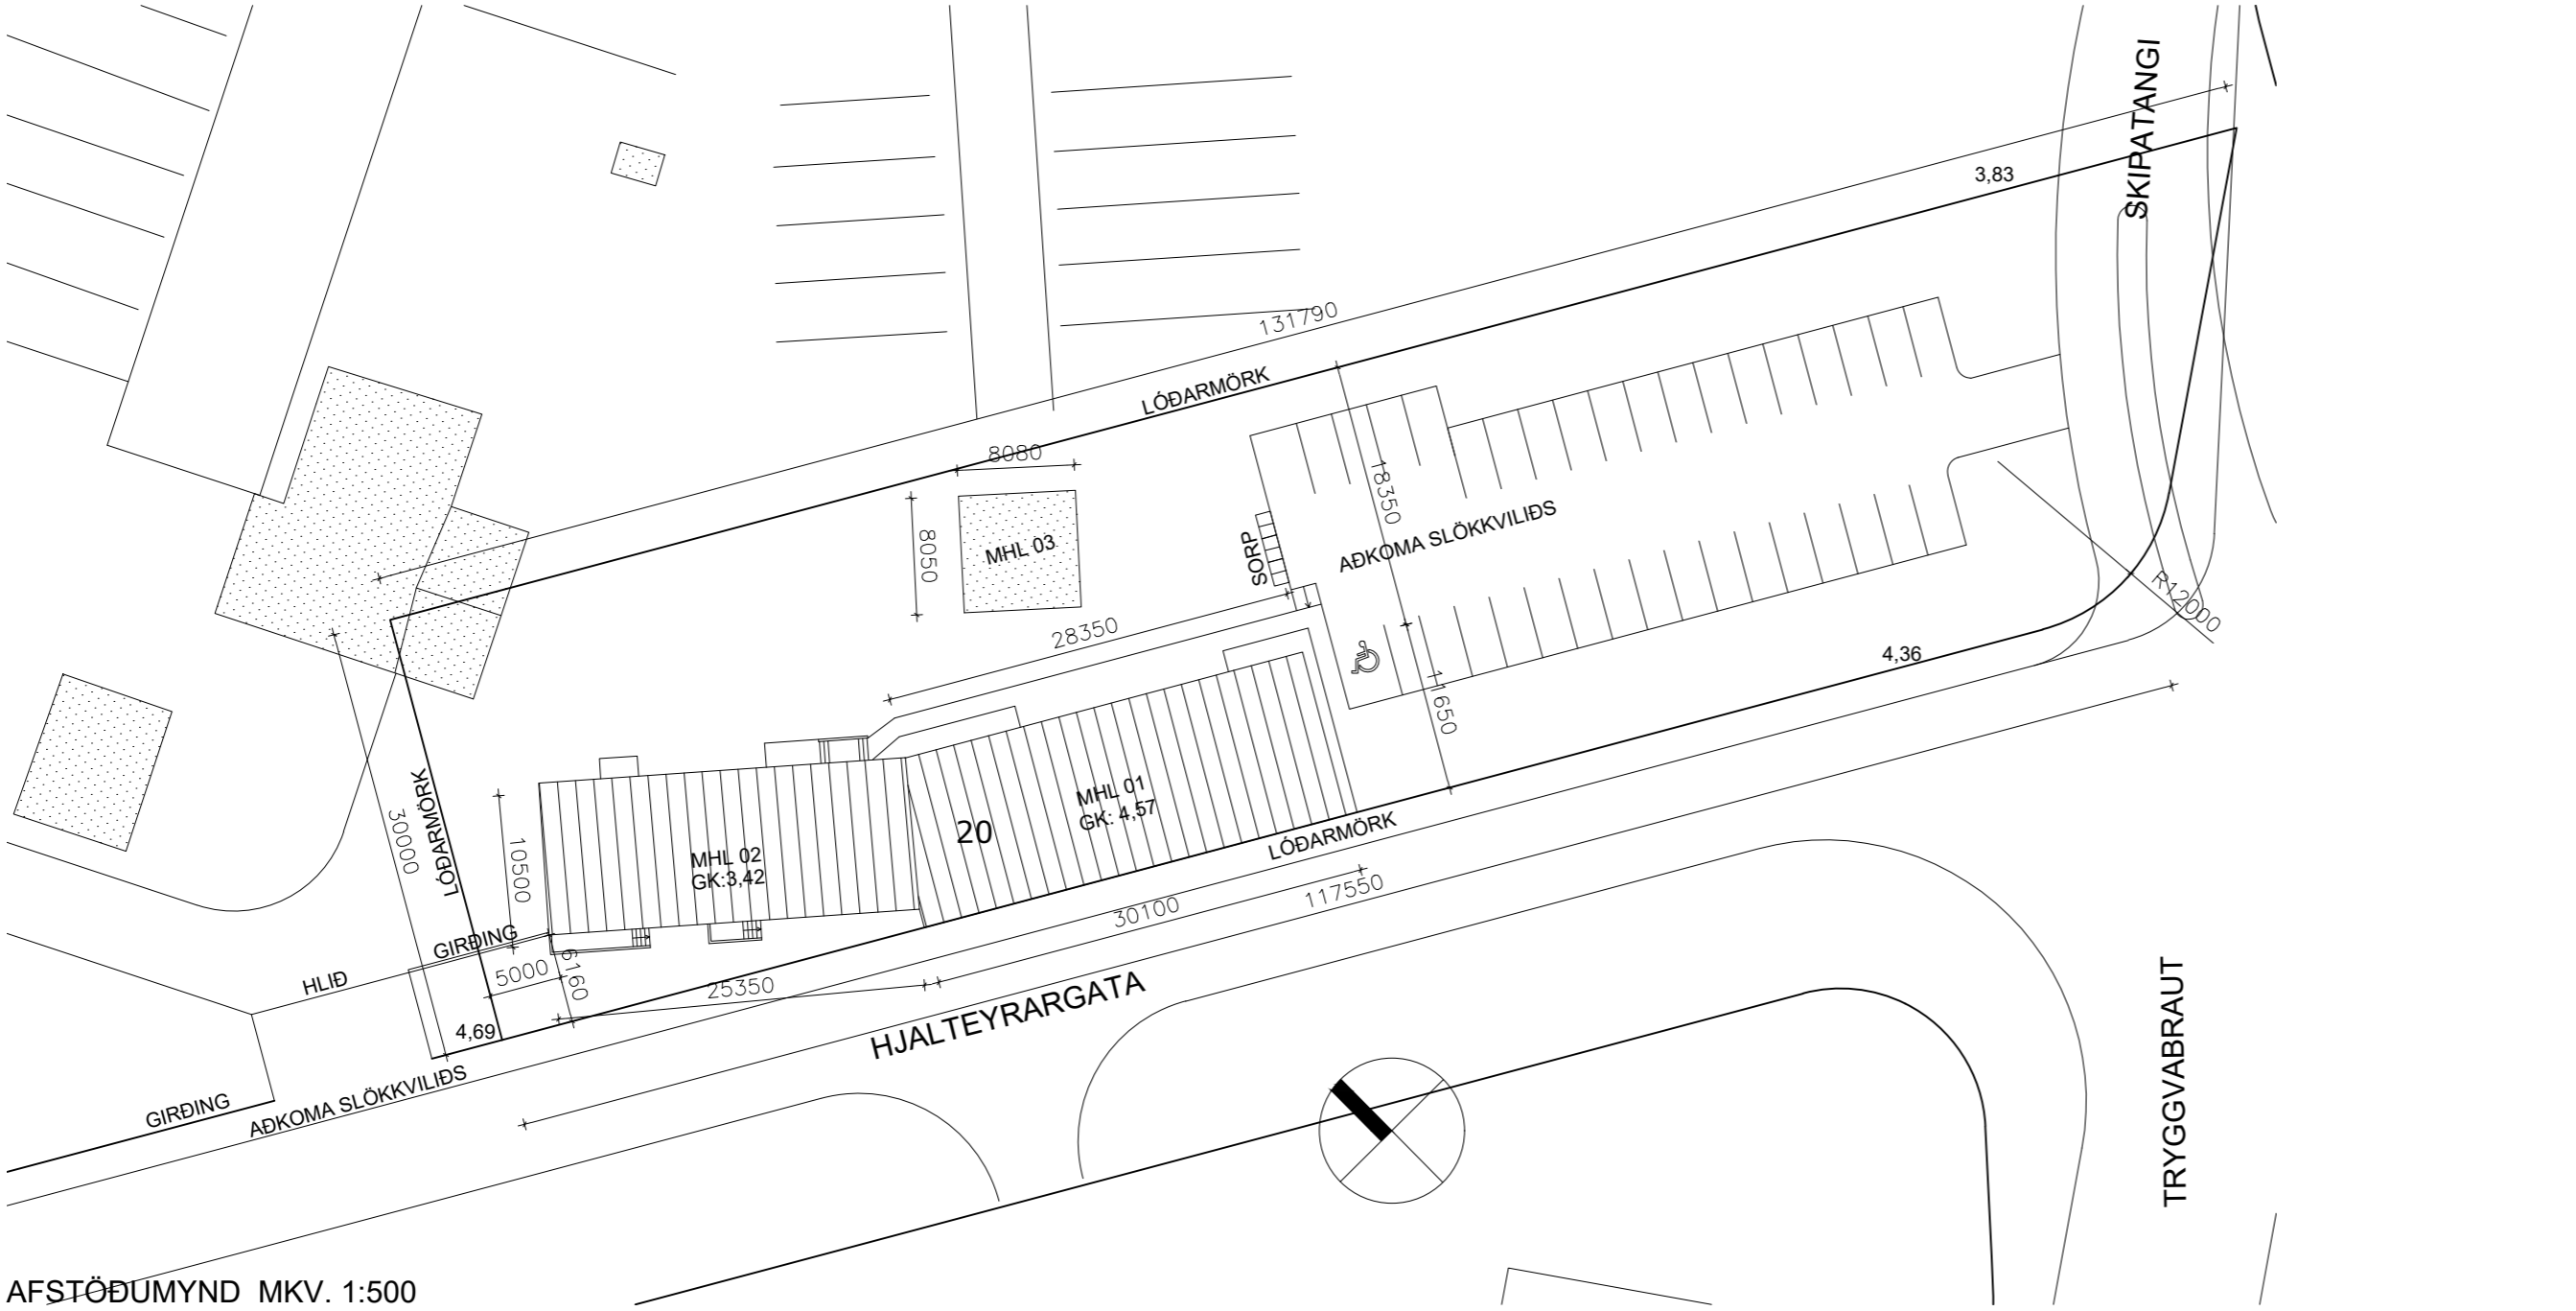 SKIPATANGI
3,83
131790
LÓÐARMÖRK
8080
18350
8050
MHL 03
SORP
AÐKOMA SLÖKKVILIÐS
R12000
28350
4,36
11650
LÓÐARMÖRK
30000
10500
MHL 01
GK: 4,57
20
MHL 02
GK:3,42
LÓÐARMÖRK
GIRÐING
HLIÐ
5000
6160
25350
30100
117550
HJALTEYRARGATA
4,69
AÐKOMA SLÖKKVILIÐS
GIRÐING
TRYGGVABRAUT
AFSTÖÐUMYND MKV. 1:500